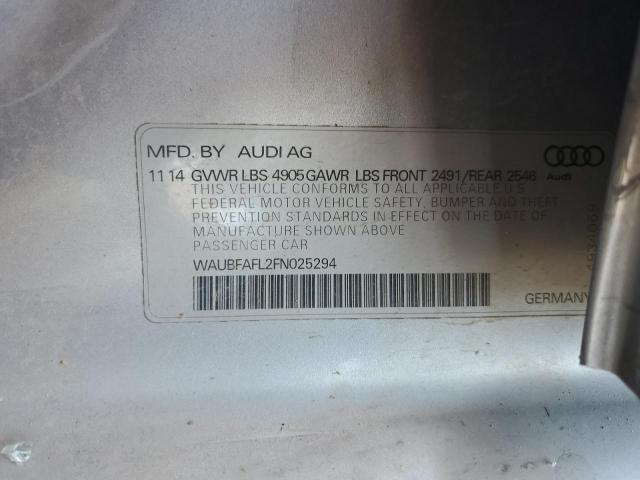 MFD. BY AUDI AG
11 14 GVWR LBS 4905 GAWR LBS FRONT 2491/REAR 2546
Audi
THIS VEHICLE CONFORMS TO ALL APPLICABLE U S
FEDERAL MOTOR VEHICLE SAFETY, BUMPER AND THEFT
PREVENTION STANDARDS IN EFFECT ON THE DATE OF
MANUFACTURE SHOWN ABOVE
PASSENGER CAR
WAUBFAFL2FN025294
GERMANY